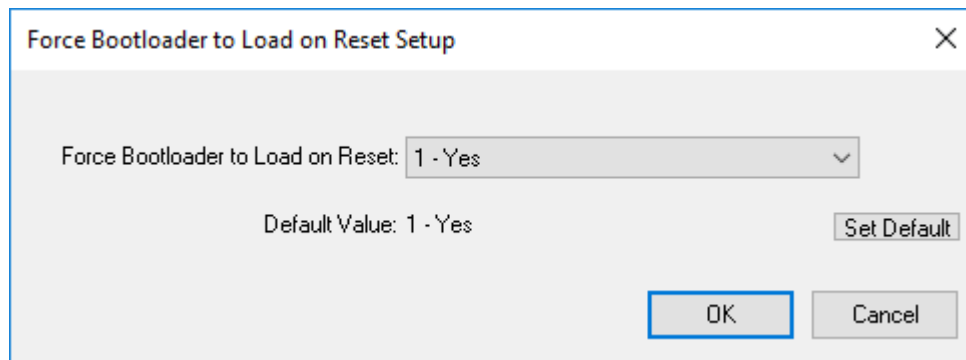 Force Bootloader to Load on Reset Setup
Force Bootloader to Load on Reset: 1 - Yes
Default Value: 1 - Yes
Set Default
OK Cancel